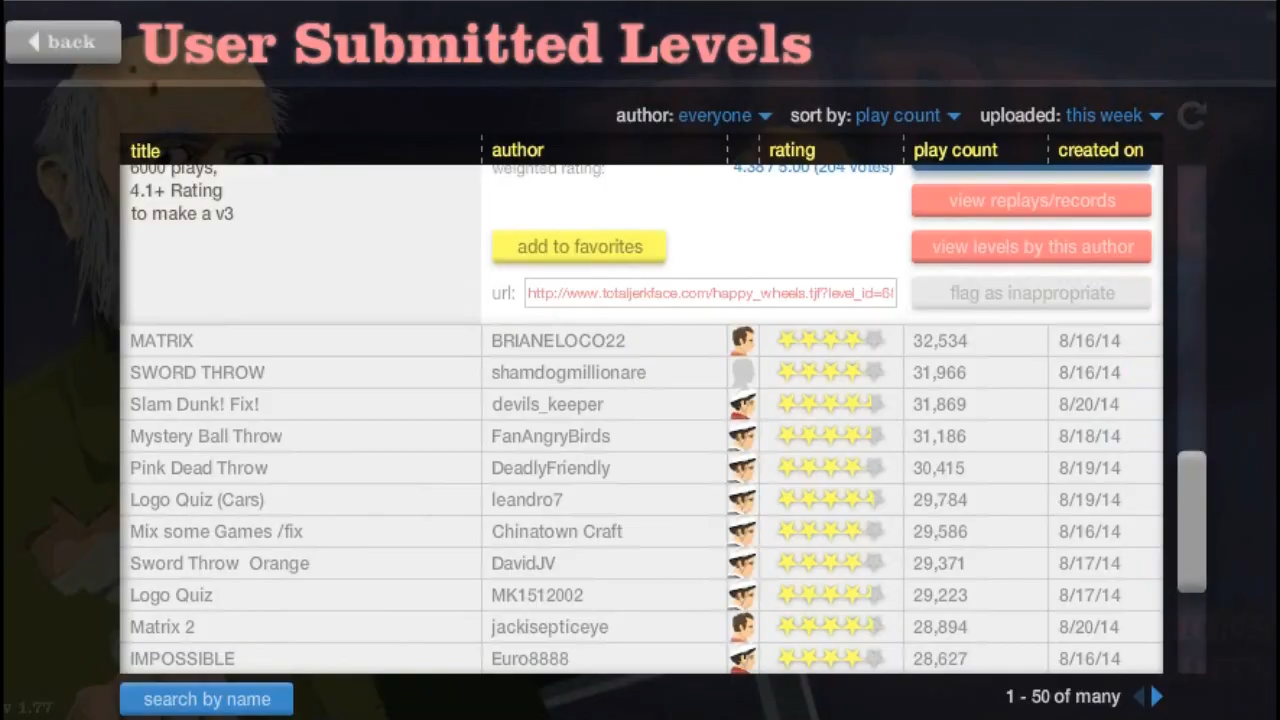 back
User Submitted Levels
author: everyone sort by: play count uploaded: this week
title author rating play count created on
6000 plays, weighted rating: 4.38 / 5.00 (204 votes)
4.1+ Rating view replays/records
to make a v3
add to favorites view levels by this author
url: http://www.totaljerkface.com/happy_wheels.tjf?level_id= flag as inappropriate
MATRIX BRIANELOCO22 32,534 8/16/14
SWORD THROW shamdogmillionare 31,966 8/16/14
Slam Dunk! Fix! devils_keeper 31,869 8/20/14
Mystery Ball Throw FanAngryBirds 31,186 8/18/14
Pink Dead Throw DeadlyFriendly 30,415 8/19/14
Logo Quiz (Cars) leandro7 29,784 8/19/14
Mix some Games /fix Chinatown Craft 29,586 8/16/14
Sword Throw  Orange DavidJV 29,371 8/17/14
Logo Quiz MK1512002 29,223 8/17/14
Matrix 2 jackisepticeye 28,894 8/20/14
IMPOSSIBLE Euro8888 28,627 8/16/14
search by name 1 - 50 of many
v 1.77